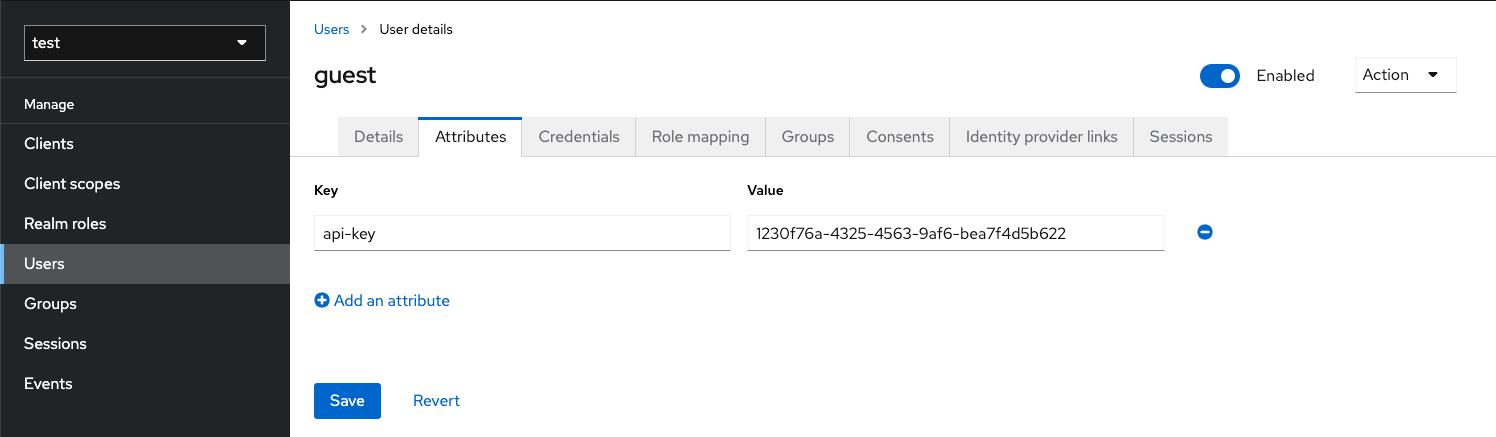 test
Manage
Clients
Client scopes
Realm roles
Users
Groups
Sessions
Events
Users > User details
guest
Enabled
Action
Details Attributes Credentials Role mapping Groups Consents Identity provider links Sessions
Key Value
api-key 1230f76a-4325-4563-9af6-bea7f4d5b622
Add an attribute
Save Revert